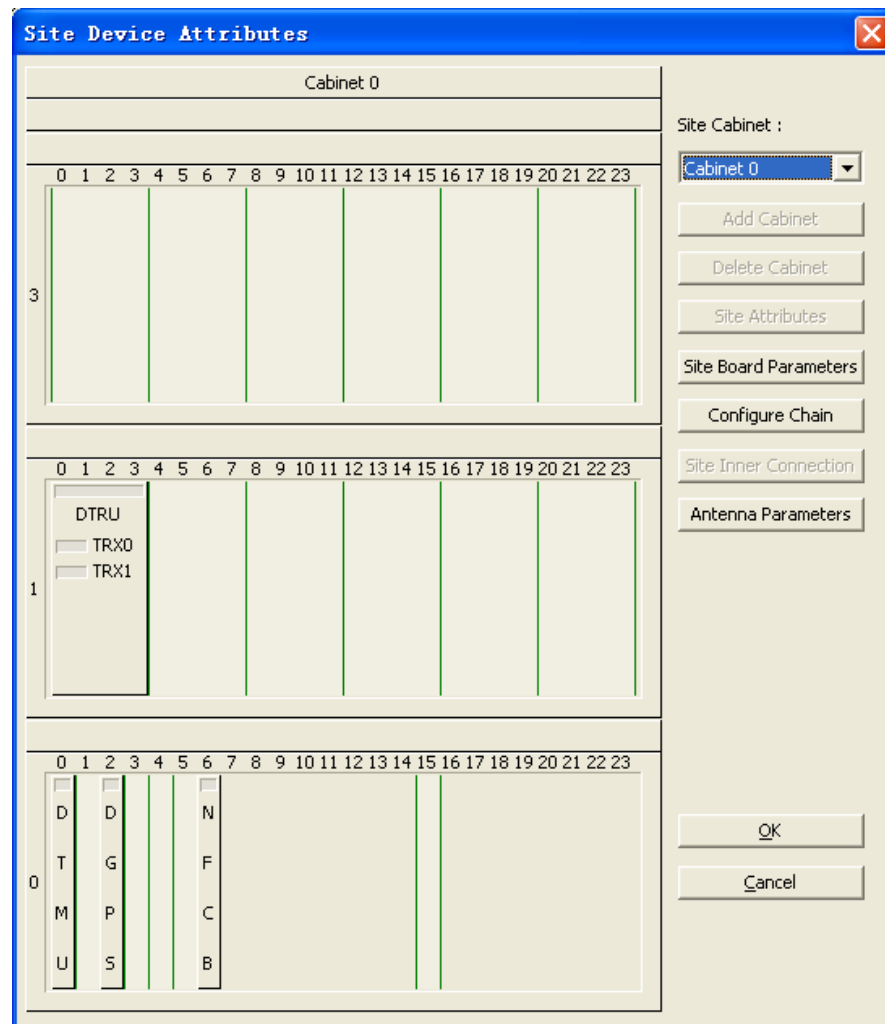 Site Device Attributes
Cabinet 0
Site Cabinet :
Cabinet 0
Add Cabinet
Delete Cabinet
Site Attributes
Site Board Parameters
Configure Chain
Site Inner Connection
Antenna Parameters
0 1 2 3 4 5 6 7 8 9 10 11 12 13 14 15 16 17 18 19 20 21 22 23
3
0 1 2 3 4 5 6 7 8 9 10 11 12 13 14 15 16 17 18 19 20 21 22 23
DTRU
TRX0
TRX1
1
0 1 2 3 4 5 6 7 8 9 10 11 12 13 14 15 16 17 18 19 20 21 22 23
D D N
T G F
0
M P C
U S B
OK
Cancel